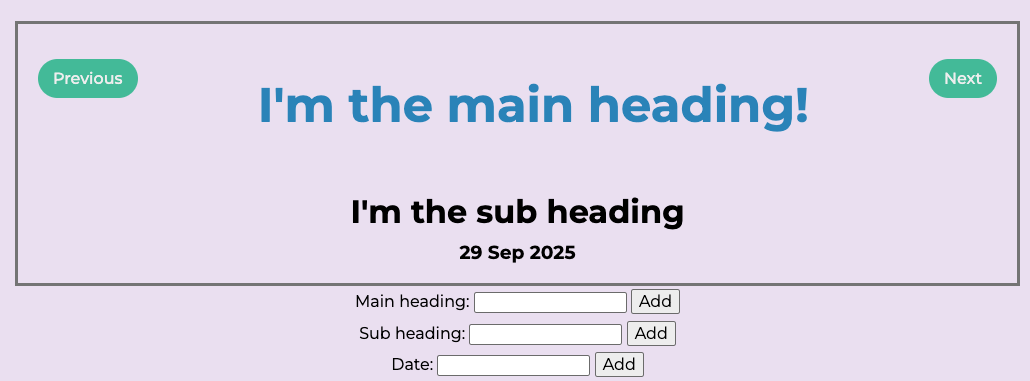 Previous
Next
I'm the main heading!
I'm the sub heading
29 Sep 2025
Main heading: Add
Sub heading: Add
Date: Add